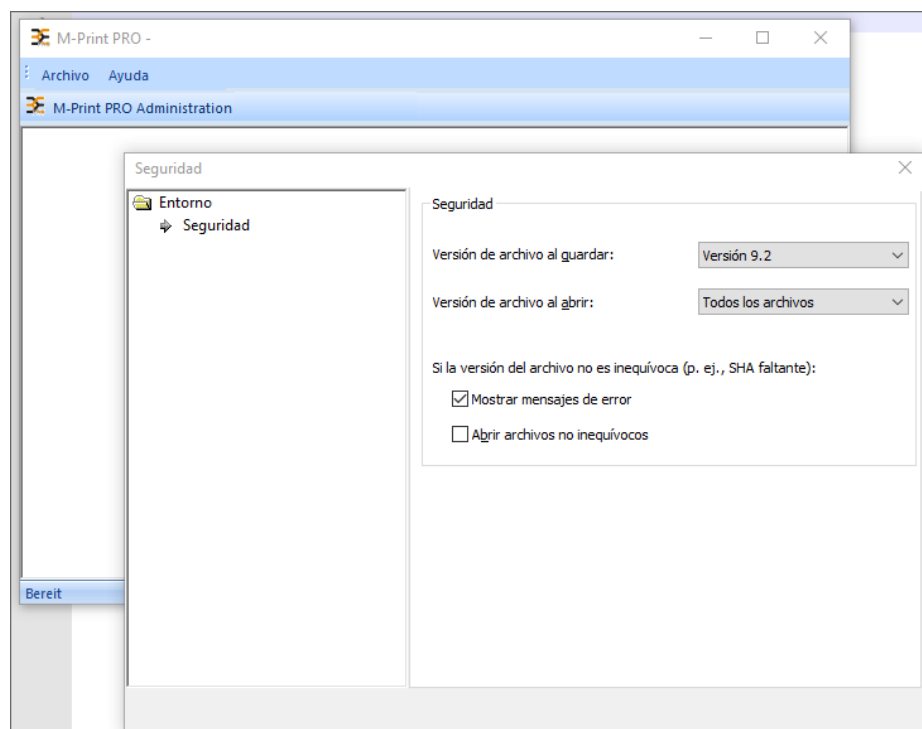 M-Print PRO -
Archivo Ayuda
M-Print PRO Administration
Seguridad
Entorno
Seguridad
Seguridad
Versión de archivo al guardar: Versión 9.2
Versión de archivo al abrir: Todos los archivos
Si la versión del archivo no es inequívoca (p. ej., SHA faltante):
Mostrar mensajes de error
Abrir archivos no inequívocos
Bereit